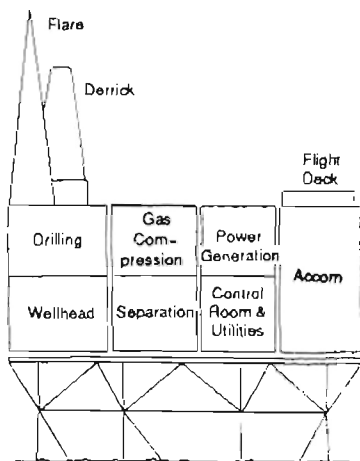 Flare
Derrick
Flight
Deck
Drilling
Gas
Com-
pression
Power
Generation
Accom
Wellhead
Separation
Control
Room &
Utilities